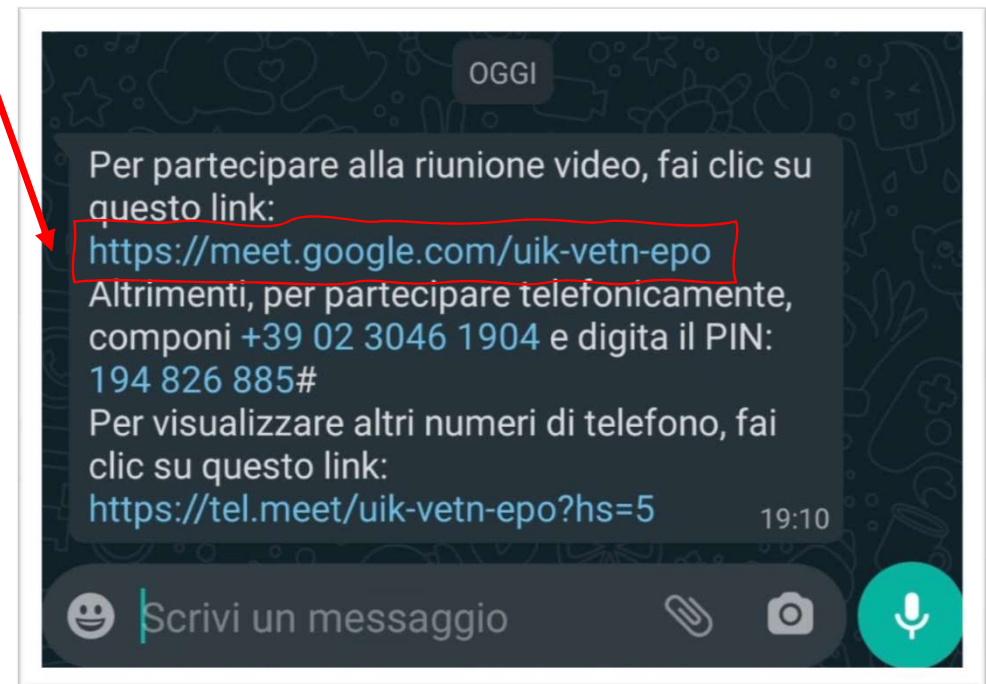 OGGI
Per partecipare alla riunione video, fai clic su
questo link:
https://meet.google.com/uik-vetn-epo
Altrimenti, per partecipare telefonicamente,
componi +39 02 3046 1904 e digita il PIN:
194 826 885#
Per visualizzare altri numeri di telefono, fai
clic su questo link:
https://tel.meet/uik-vetn-epo?hs=5
19:10
Scrivi un messaggio